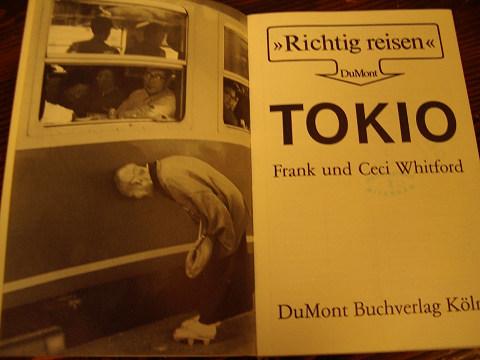 »Richtig reisen«
DuMont
TOKIO
Frank und Ceci Whitford
DuMont Buchverlag Köln